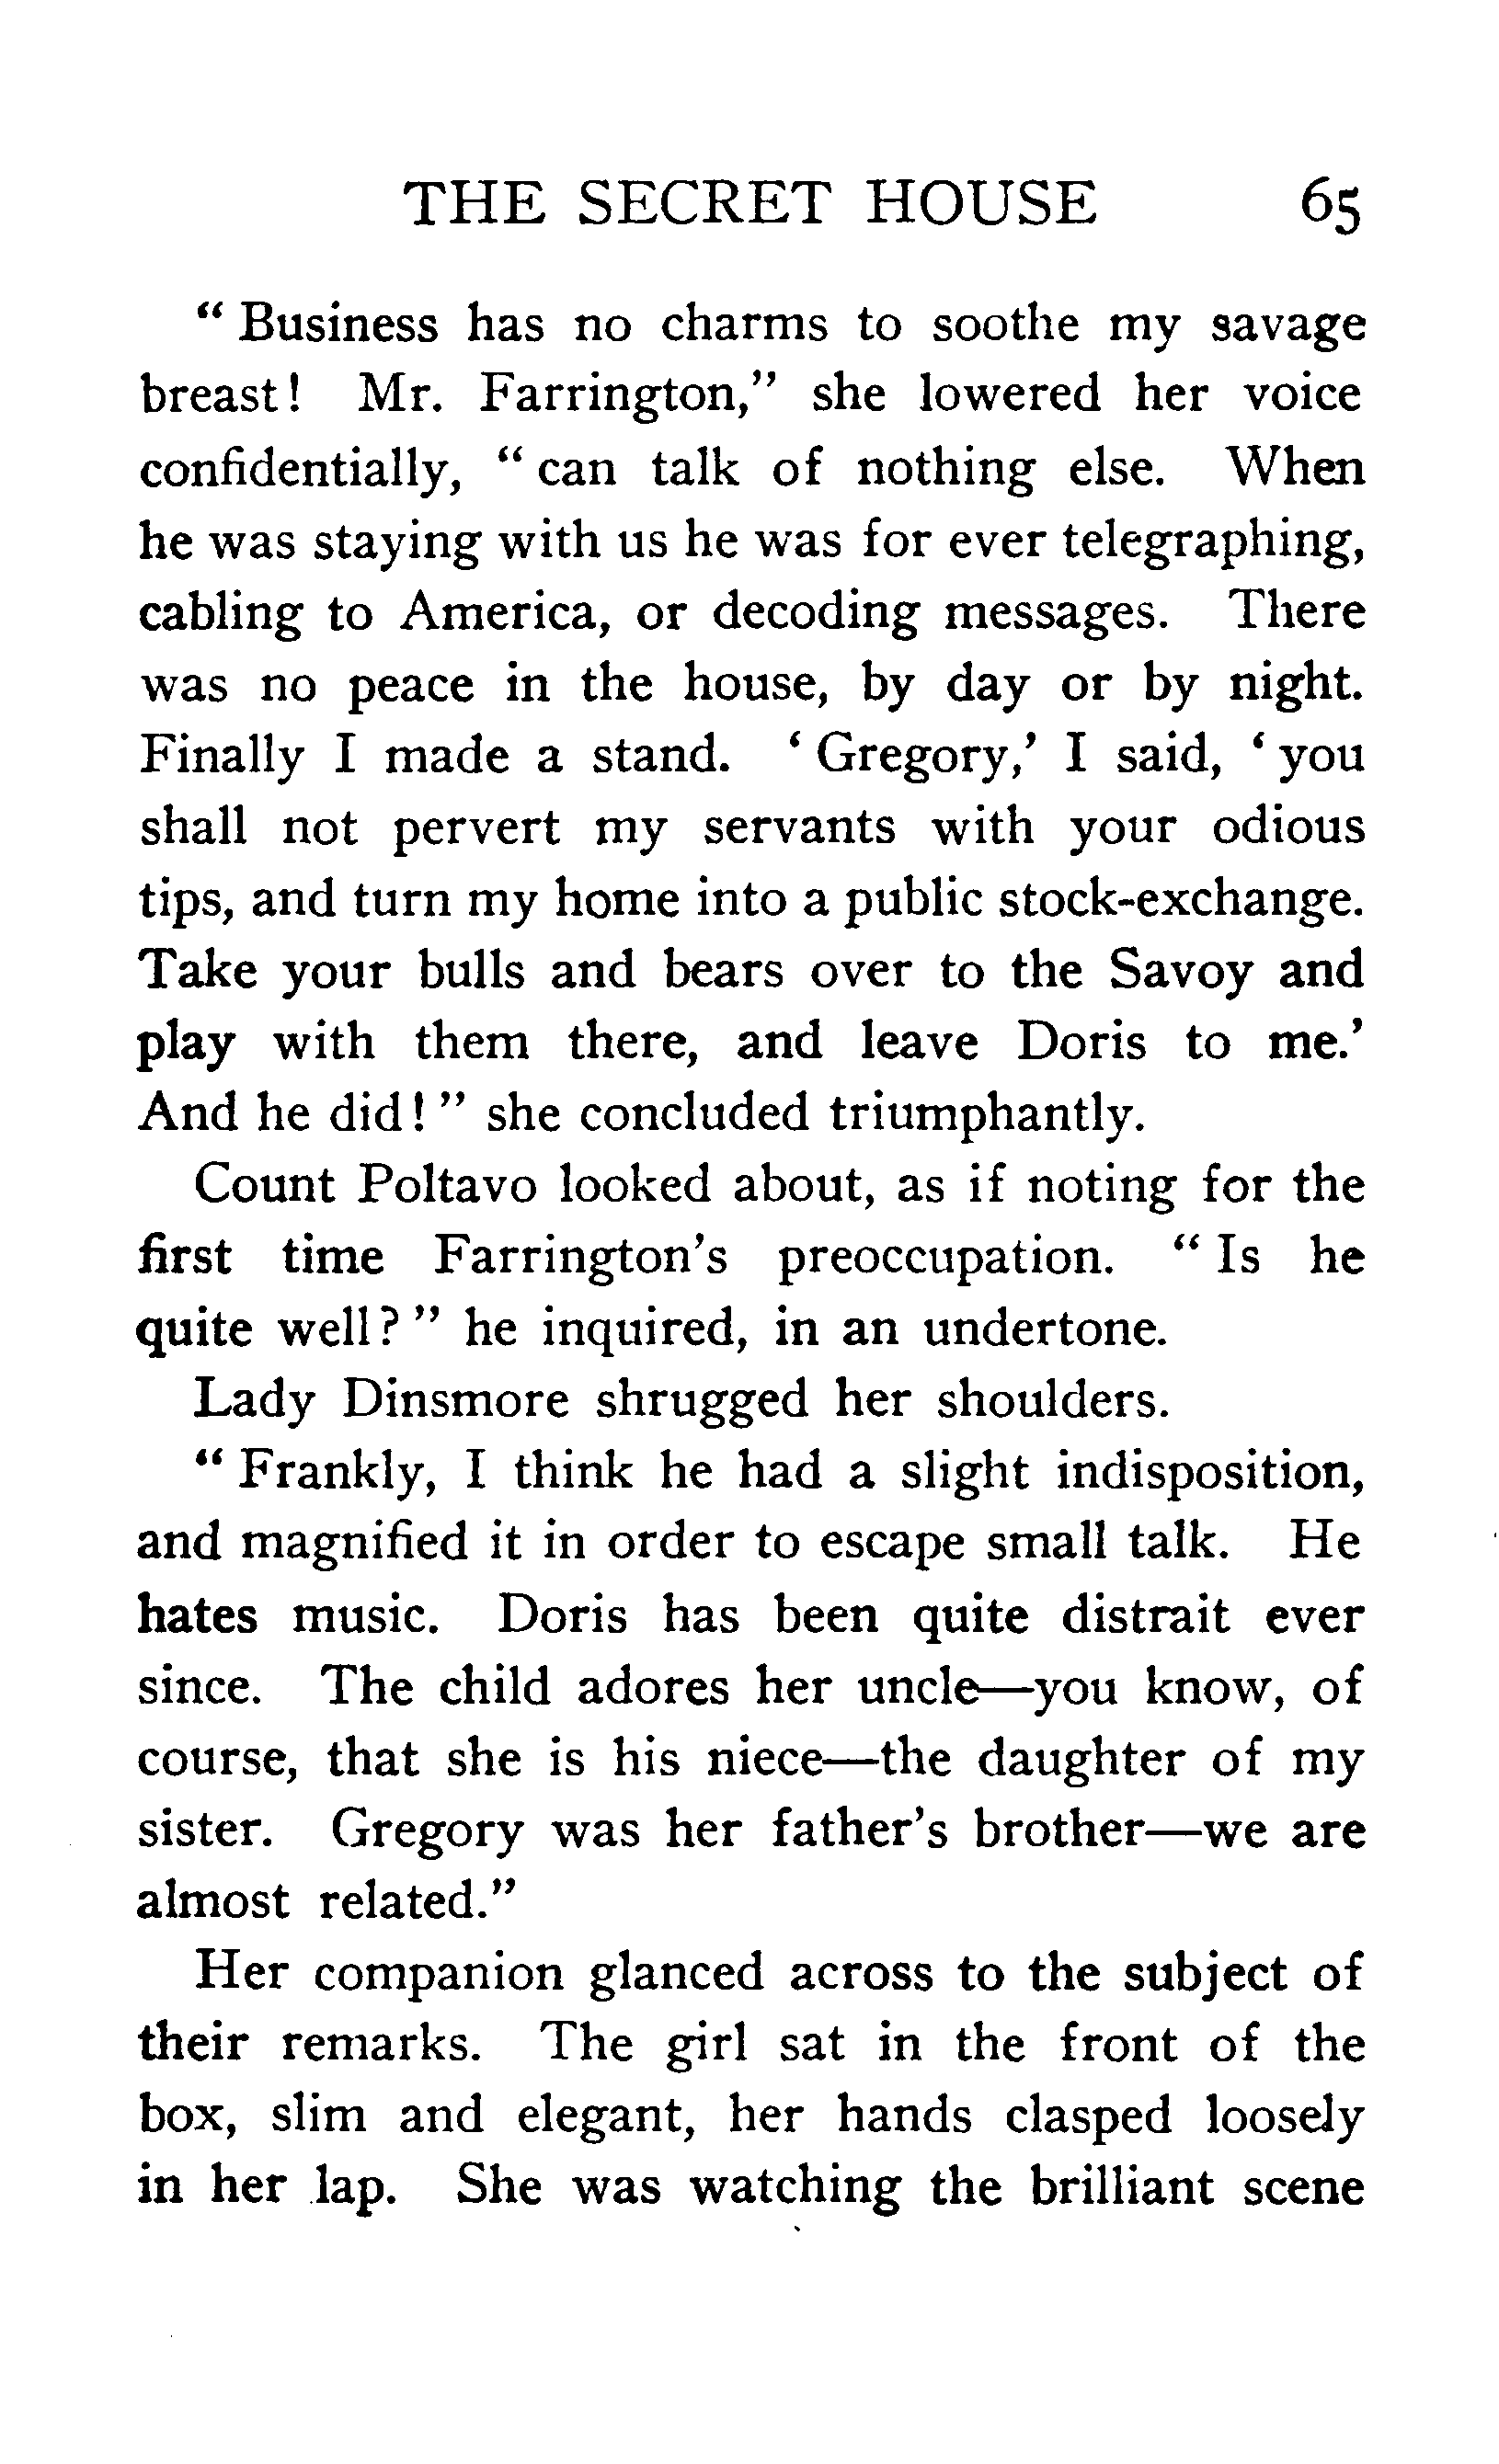 THE SECRET HOUSE 65
“ Business has no charms to soothe my savage
breast! Mr. Farrington,” she lowered her voice
confidentially, “ can talk of nothing else. When
he was staying with us he was for ever telegraphing,
cabling to America, or decoding messages. There
was no peace in the house, by day or by night.
Finally I made a stand. ‘ Gregory,’ I said, ‘ you
shall not pervert my servants with your odious
tips, and turn my home into a public stock-exchange.
Take your bulls and bears over to the Savoy and
play with them there, and leave Doris to me.’
And he did! ” she concluded triumphantly.
Count Poltavo looked about, as if noting for the
first time Farrington’s preoccupation. “ Is he
quite well? ” he inquired, in an undertone.
Lady Dinsmore shrugged her shoulders.
“ Frankly, I think he had a slight indisposition,
and magnified it in order to escape small talk. He
hates music. Doris has been quite distrait ever
since. The child adores her uncle—you know, of
course, that she is his niece—the daughter of my
sister. Gregory was her father’s brother—we are
almost related.”
Her companion glanced across to the subject of
their remarks. The girl sat in the front of the
box, slim and elegant, her hands clasped loosely
in her lap. She was watching the brilliant scene